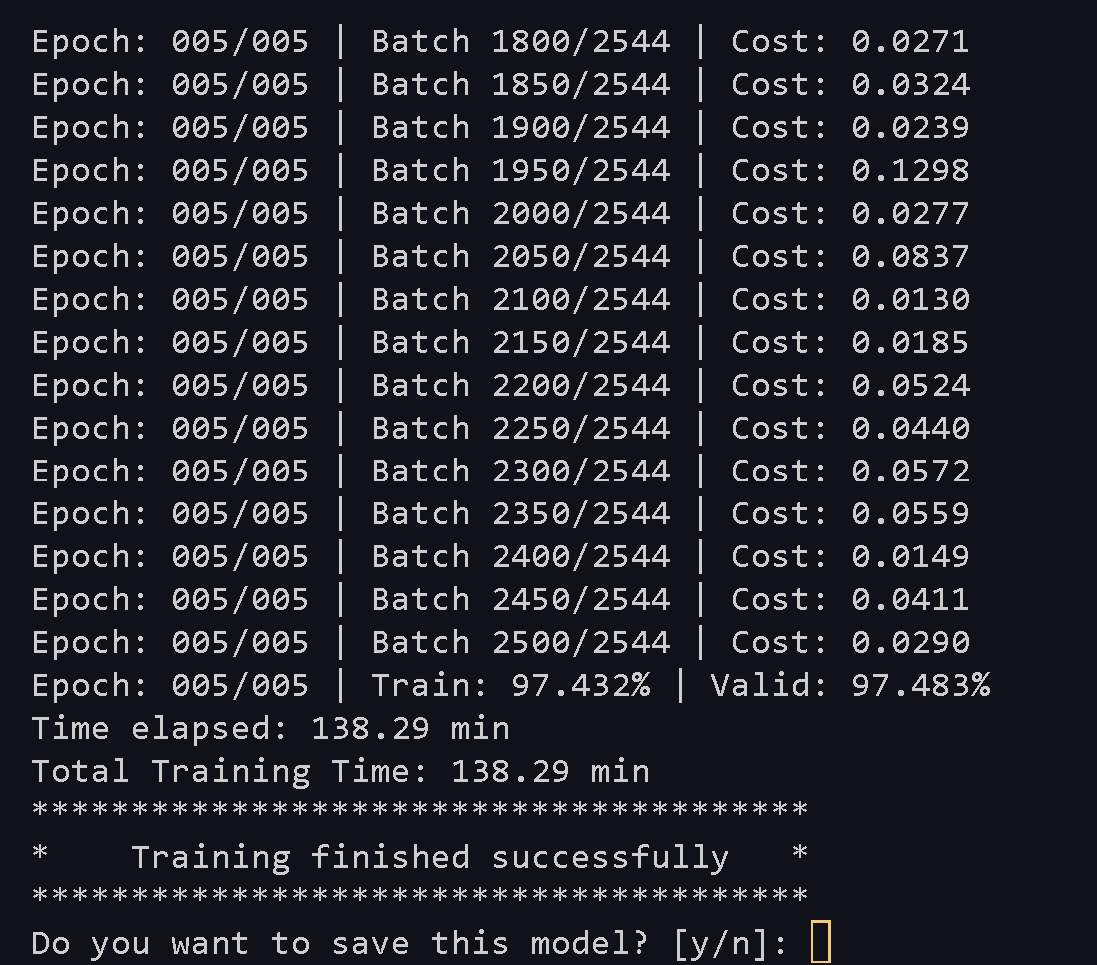 Epoch: 005/005 | Batch 1800/2544 | Cost: 0.0271
Epoch: 005/005 | Batch 1850/2544 | Cost: 0.0324
Epoch: 005/005 | Batch 1900/2544 | Cost: 0.0239
Epoch: 005/005 | Batch 1950/2544 | Cost: 0.1298
Epoch: 005/005 | Batch 2000/2544 | Cost: 0.0277
Epoch: 005/005 | Batch 2050/2544 | Cost: 0.0837
Epoch: 005/005 | Batch 2100/2544 | Cost: 0.0130
Epoch: 005/005 | Batch 2150/2544 | Cost: 0.0185
Epoch: 005/005 | Batch 2200/2544 | Cost: 0.0524
Epoch: 005/005 | Batch 2250/2544 | Cost: 0.0440
Epoch: 005/005 | Batch 2300/2544 | Cost: 0.0572
Epoch: 005/005 | Batch 2350/2544 | Cost: 0.0559
Epoch: 005/005 | Batch 2400/2544 | Cost: 0.0149
Epoch: 005/005 | Batch 2450/2544 | Cost: 0.0411
Epoch: 005/005 | Batch 2500/2544 | Cost: 0.0290
Epoch: 005/005 | Train: 97.432% | Valid: 97.483%
Time elapsed: 138.29 min
Total Training Time: 138.29 min
***************************************
*    Training finished successfully   *
***************************************
Do you want to save this model? [y/n]: